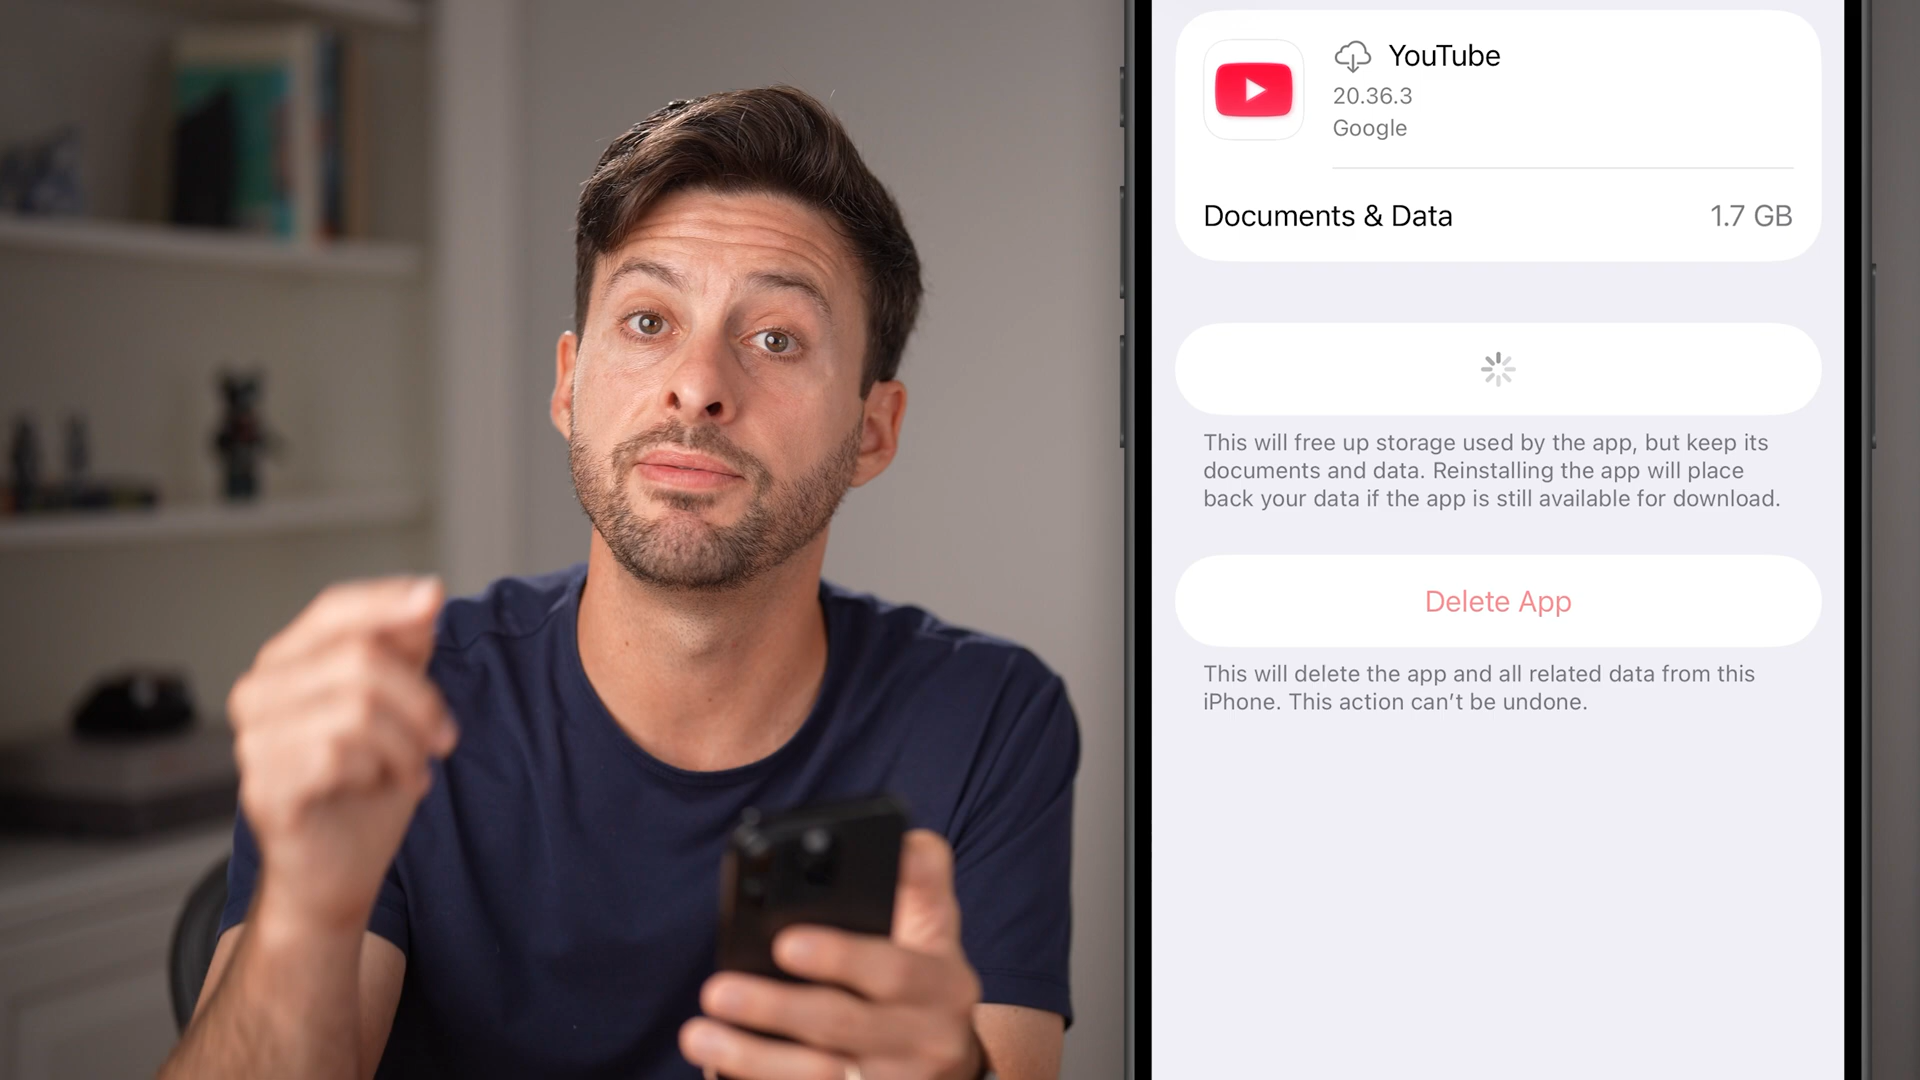 YouTube
20.36.3
Google
Documents & Data 1.7 GB
This will free up storage used by the app, but keep its
documents and data. Reinstalling the app will place
back your data if the app is still available for download.
Delete App
This will delete the app and all related data from this
iPhone. This action can’t be undone.